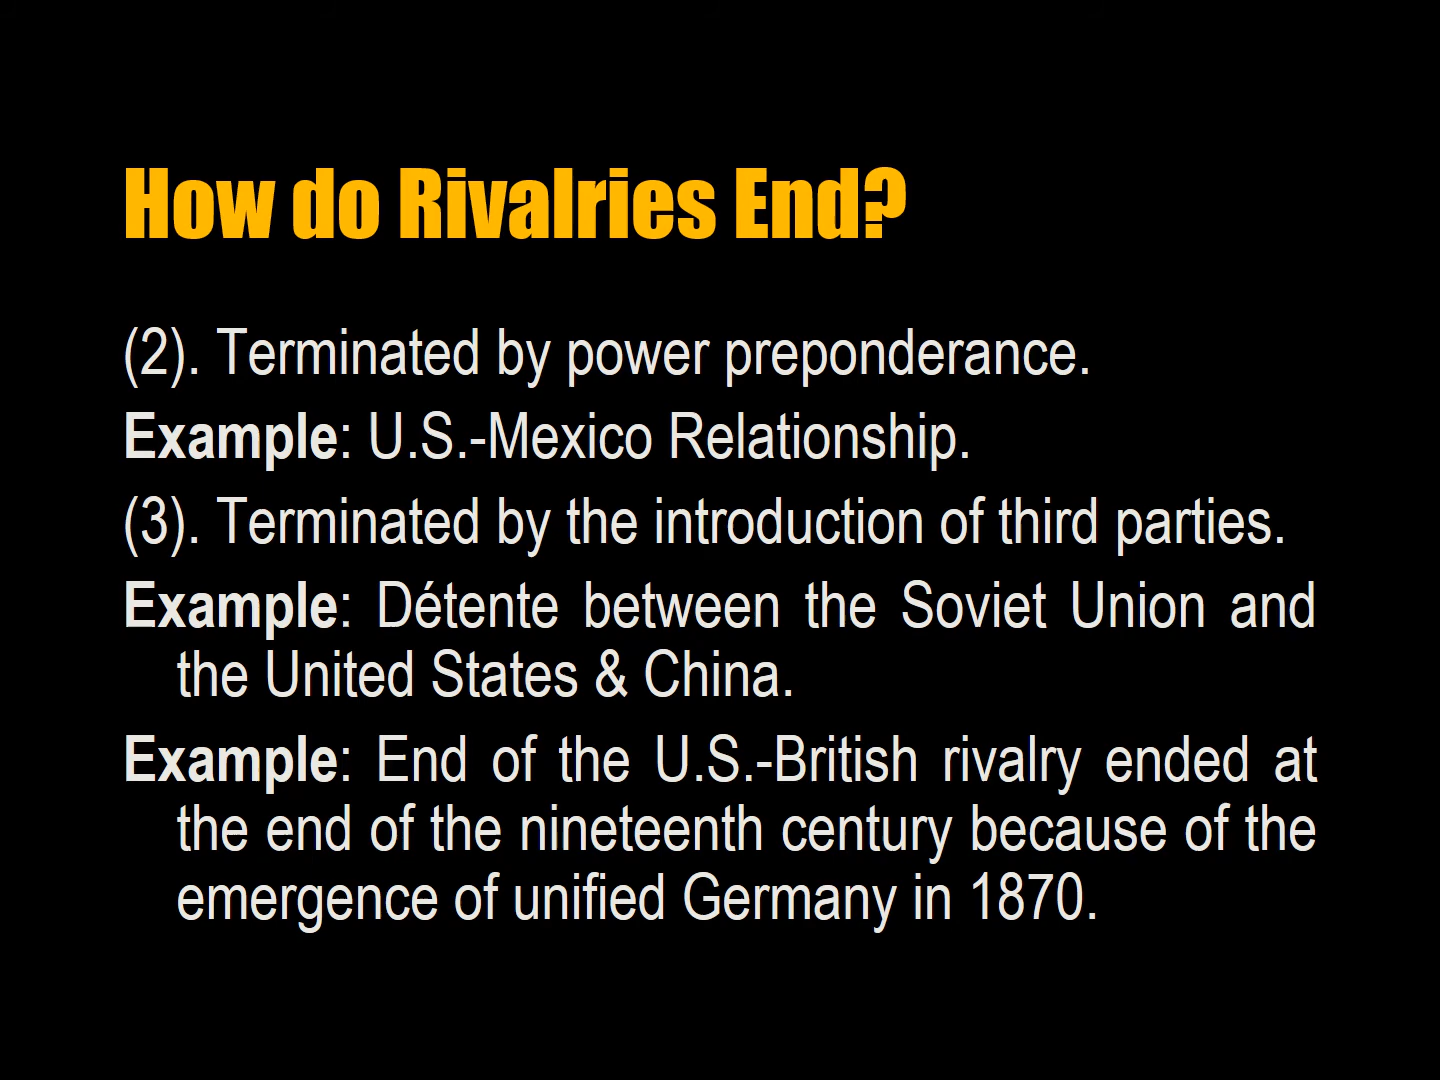 How do Rivalries End?
(2). Terminated by power preponderance.
Example: U.S.-Mexico Relationship.
(3). Terminated by the introduction of third parties.
Example: Détente between the Soviet Union and
the United States & China.
Example: End of the U.S.-British rivalry ended at
the end of the nineteenth century because of the
emergence of unified Germany in 1870.